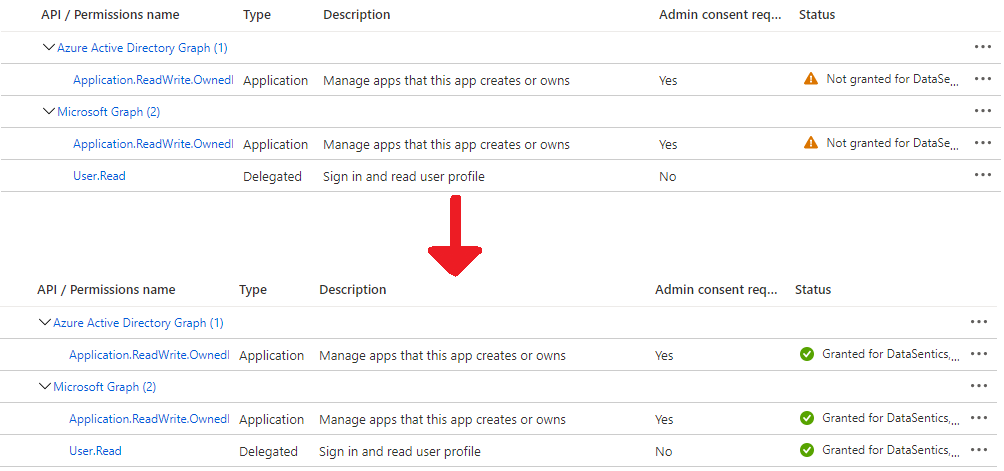 API / Permissions name Type Description Admin consent req... Status
Azure Active Directory Graph (1) ...
Application.ReadWrite.Owned Application Manage apps that this app creates or owns Yes Not granted for DataSe... ...
Microsoft Graph (2) ...
Application.ReadWrite.Owned Application Manage apps that this app creates or owns Yes Not granted for DataSe... ...
User.Read Delegated Sign in and read user profile No ...
API / Permissions name Type Description Admin consent req... Status
Azure Active Directory Graph (1) ...
Application.ReadWrite.Owned Application Manage apps that this app creates or owns Yes Granted for DataSentics,... ...
Microsoft Graph (2) ...
Application.ReadWrite.Owned Application Manage apps that this app creates or owns Yes Granted for DataSentics,... ...
User.Read Delegated Sign in and read user profile No Granted for DataSentics,... ...